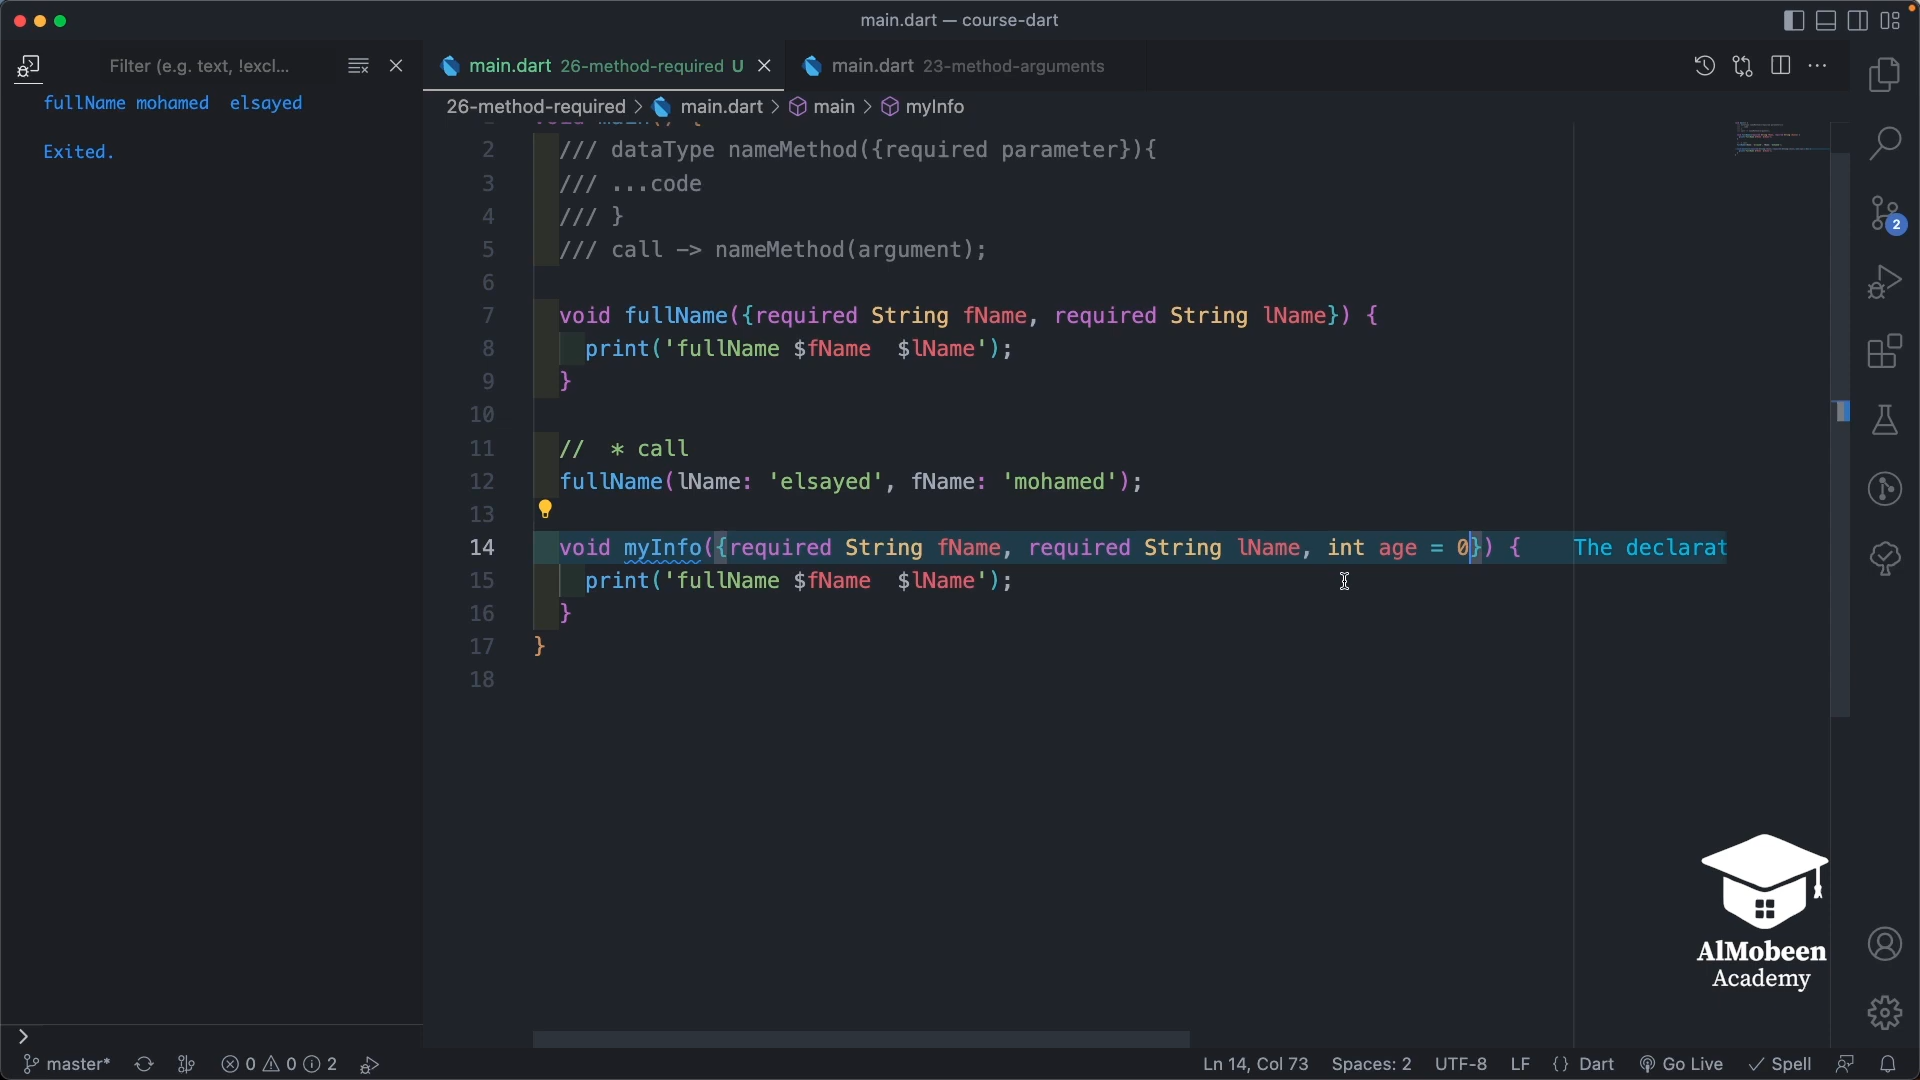 main.dart — course-dart
Filter (e.g. text, !excl...
main.dart 26-method-required U
main.dart 23-method-arguments
fullName mohamed  elsayed
Exited.
26-method-required > main.dart > main > myInfo
2 /// dataType nameMethod({required parameter}){
3 /// ...code
4 /// }
5 /// call -> nameMethod(argument);
6
7 void fullName({required String fName, required String lName}) {
8 print('fullName $fName  $lName');
9 }
10
11 //  * call
12 fullName(lName: 'elsayed', fName: 'mohamed');
13
14 void myInfo({required String fName, required String lName, int age = 0}) { The declarat
15 print('fullName $fName  $lName');
16 }
17 }
18
2
AlMobeen
Academy
master* 0 0 2 Ln 14, Col 73 Spaces: 2 UTF-8 LF {} Dart Go Live Spell